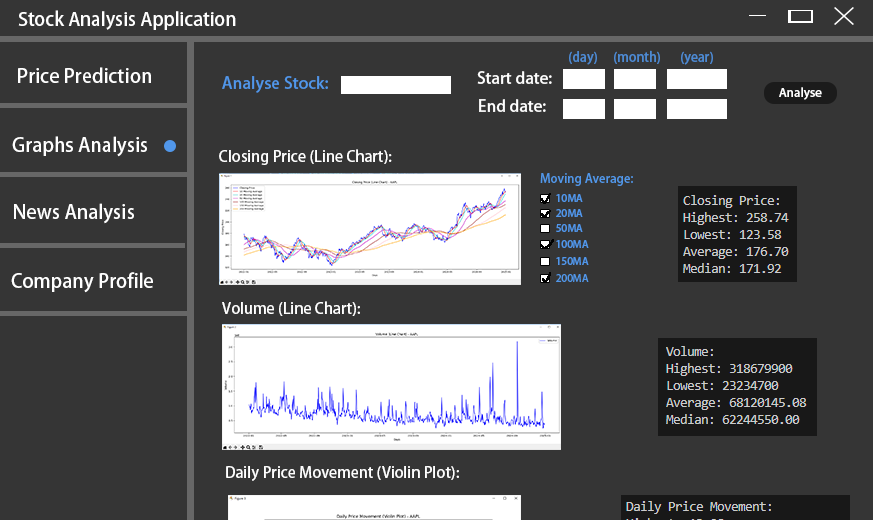 Stock Analysis Application
Price Prediction
Graphs Analysis
News Analysis
Company Profile
(day) (month) (year)
Analyse Stock:
Start date:
End date:
Analyse
Closing Price (Line Chart):
Closing Price (Line Chart) - AAPL
Moving Average:
10MA
20MA
50MA
100MA
150MA
200MA
Closing Price:
Highest: 258.74
Lowest: 123.58
Average: 176.70
Median: 171.92
Volume (Line Chart):
Volume (Line Chart) - AAPL
Volume:
Highest: 318679900
Lowest: 23234700
Average: 68120145.08
Median: 62244550.00
Daily Price Movement (Violin Plot):
Daily Price Movement (Violin Plot) - AAPL
Daily Price Movement: